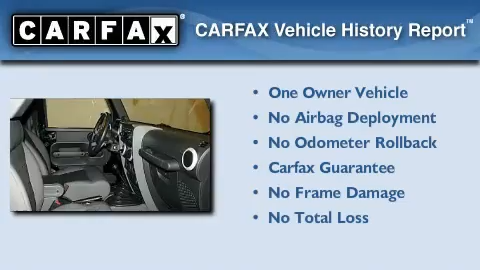 CARFAX®
CARFAX Vehicle History Report™
• One Owner Vehicle
• No Airbag Deployment
• No Odometer Rollback
• Carfax Guarantee
• No Frame Damage
• No Total Loss